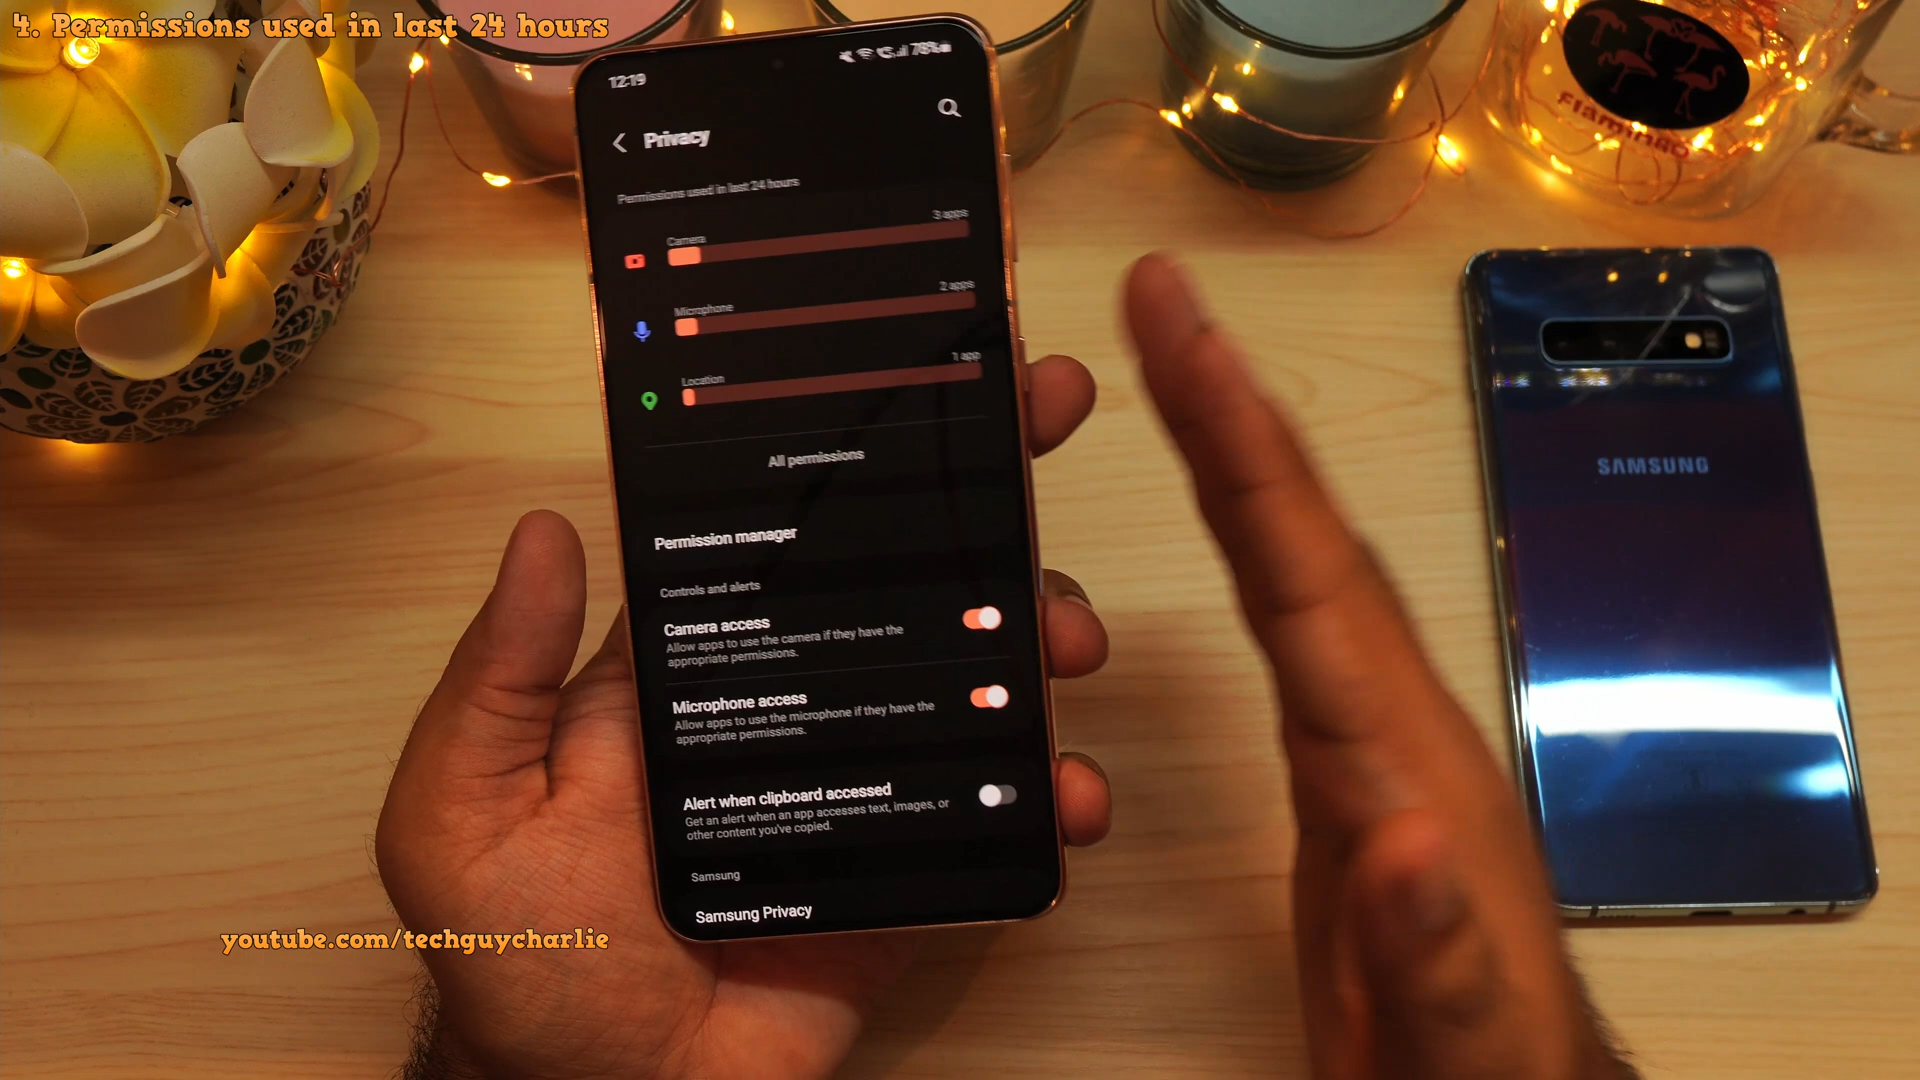 4. Permissions used in last 24 hours
12:19
78%
Privacy
Permissions used in last 24 hours
3 apps
Camera
2 apps
Microphone
1 app
Location
All permissions
Permission manager
Controls and alerts
Camera access
Allow apps to use the camera if they have the
appropriate permissions.
Microphone access
Allow apps to use the microphone if they have the
appropriate permissions.
Alert when clipboard accessed
Get an alert when an app accesses text, images, or
other content you've copied.
Samsung
Samsung Privacy
SAMSUNG
Flamingo
youtube.com/techguycharlie